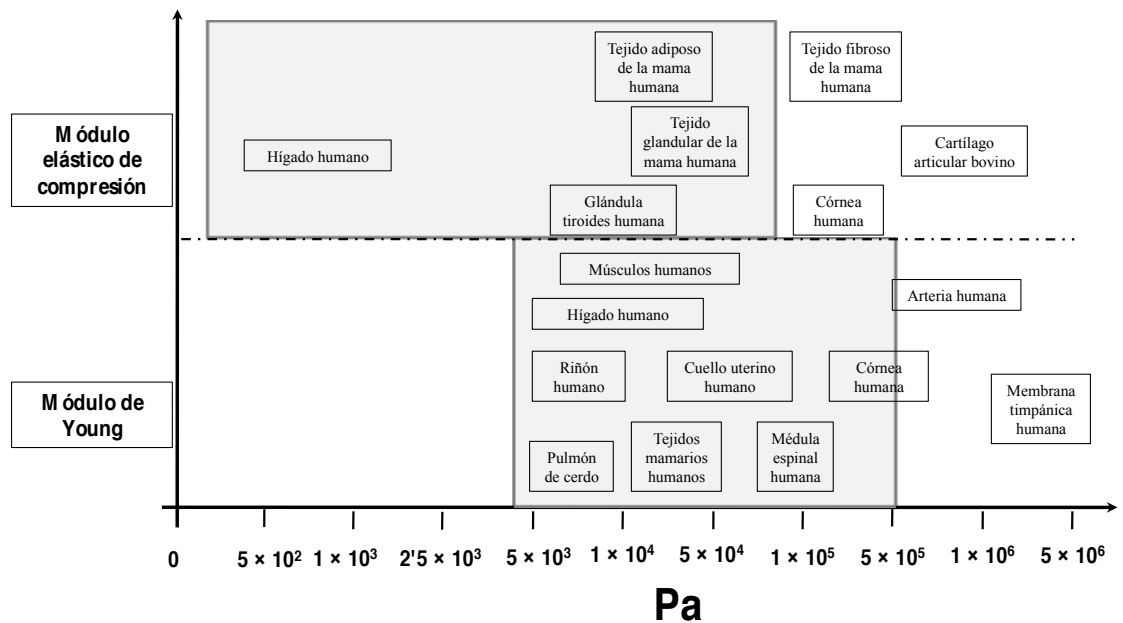 Tejido adiposo
de la mama
humana
Tejido fibroso
de la mama
humana
Módulo
elástico de
compresión
Hígado humano
Tejido
glandular de la
mama humana
Cartílago
articular bovino
Glándula
tiroides humana
Córnea
humana
Músculos humanos
Arteria humana
Hígado humano
Módulo de
Young
Riñón
humano
Cuello uterino
humano
Córnea
humana
Membrana
timpánica
humana
Pulmón
de cerdo
Tejidos
mamarios
humanos
Médula
espinal
humana
0 5 × 10² 1 × 10³ 2'5 × 10³ 5 × 10³ 1 × 10⁴ 5 × 10⁴ 1 × 10⁵ 5 × 10⁵ 1 × 10⁶ 5 × 10⁶
Pa